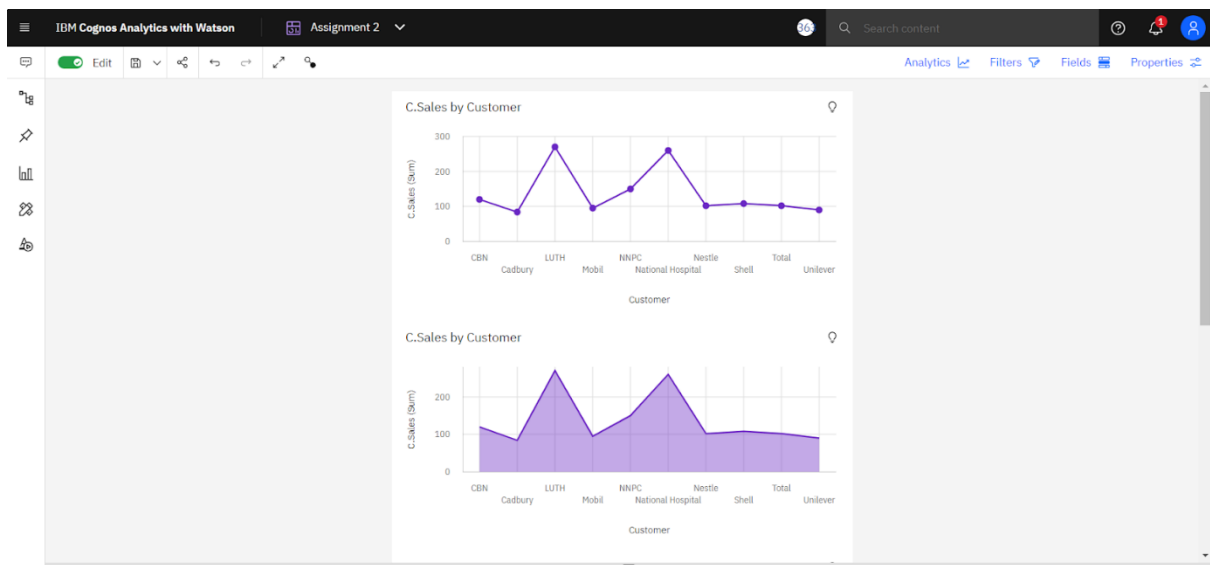 IBM Cognos Analytics with Watson
Assignment 2
Search content
1
Edit
Analytics
Filters
Fields
Properties
C.Sales by Customer
300
200
100
0
C.Sales (Sum)
CBN
Cadbury
LUTH
Mobil
NNPC
National Hospital
Nestle
Shell
Total
Unilever
Customer
C.Sales by Customer
200
100
0
C.Sales (Sum)
CBN
Cadbury
LUTH
Mobil
NNPC
National Hospital
Nestle
Shell
Total
Unilever
Customer